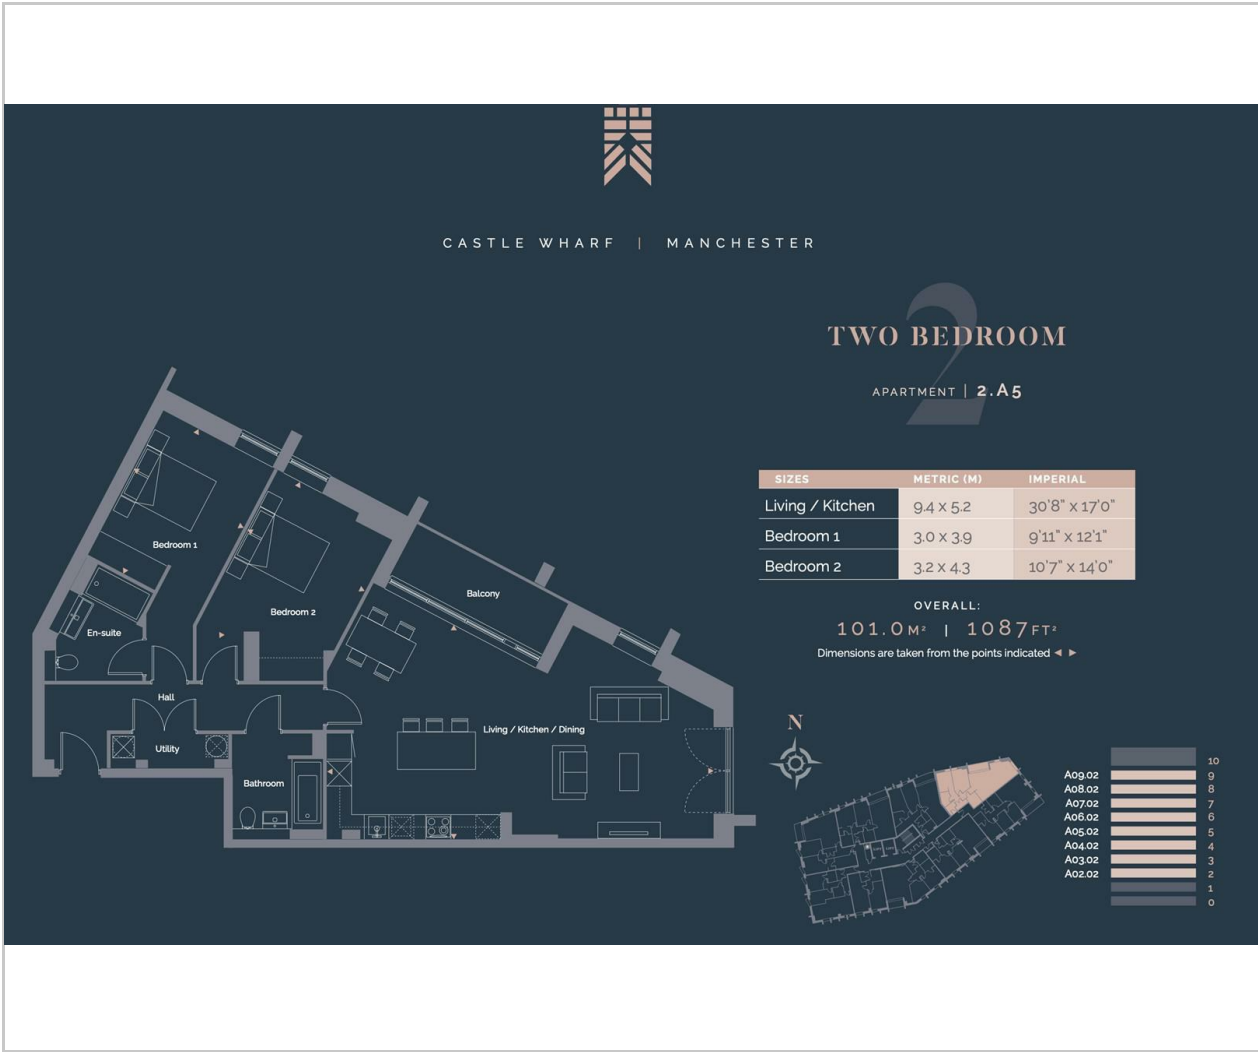 CASTLE WHARF | MANCHESTER
2
TWO BEDROOM
APARTMENT | 2.A5
SIZES METRIC (M) IMPERIAL
Living / Kitchen 9.4 x 5.2 30'8" x 17'0"
Bedroom 1 3.0 x 3.9 9'11" x 12'1"
Bedroom 2 3.2 x 4.3 10'7" x 14'0"
OVERALL:
101.0M² | 1087FT²
Dimensions are taken from the points indicated
Bedroom 1
Bedroom 2
Balcony
En-suite
Hall
Utility
Bathroom
Living / Kitchen / Dining
N
10
A09.02 9
A08.02 8
A07.02 7
A06.02 6
A05.02 5
A04.02 4
A03.02 3
A02.02 2
1
0